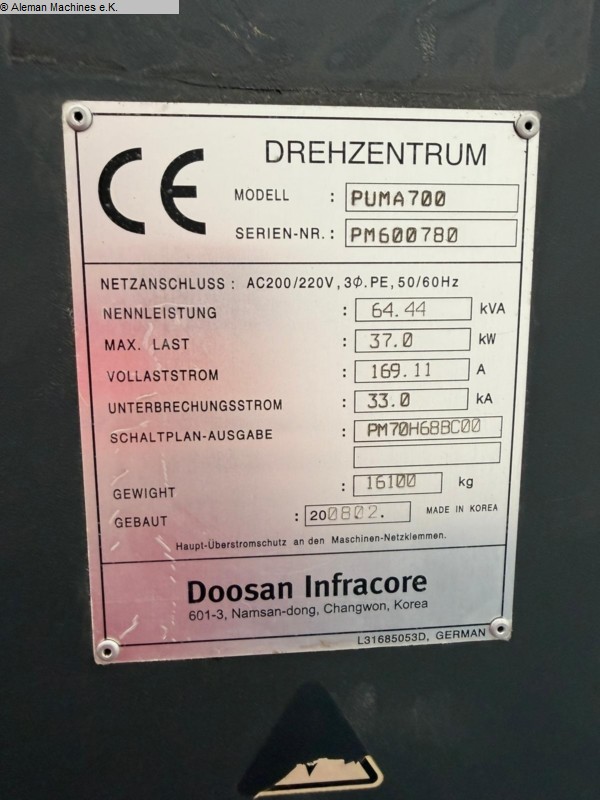 © Aleman Machines e.K.
CE
DREHZENTRUM
MODELL : PUMA700
SERIEN-NR. : PM600780
NETZANSCHLUSS : AC200/220V, 3Ø.PE, 50/60Hz
NENNLEISTUNG : 64.44 kVA
MAX. LAST : 37.0 kW
VOLLASTSTROM : 169.11 A
UNTERBRECHUNGSSTROM : 33.0 kA
SCHALTPLAN-AUSGABE : PM70H68BC00
GEWIGHT : 16100 kg
GEBAUT : 200802. MADE IN KOREA
Haupt-Überstromschutz an den Maschinen-Netzklemmen.
Doosan Infracore
601-3, Namsan-dong, Changwon, Korea
L31685053D, GERMAN